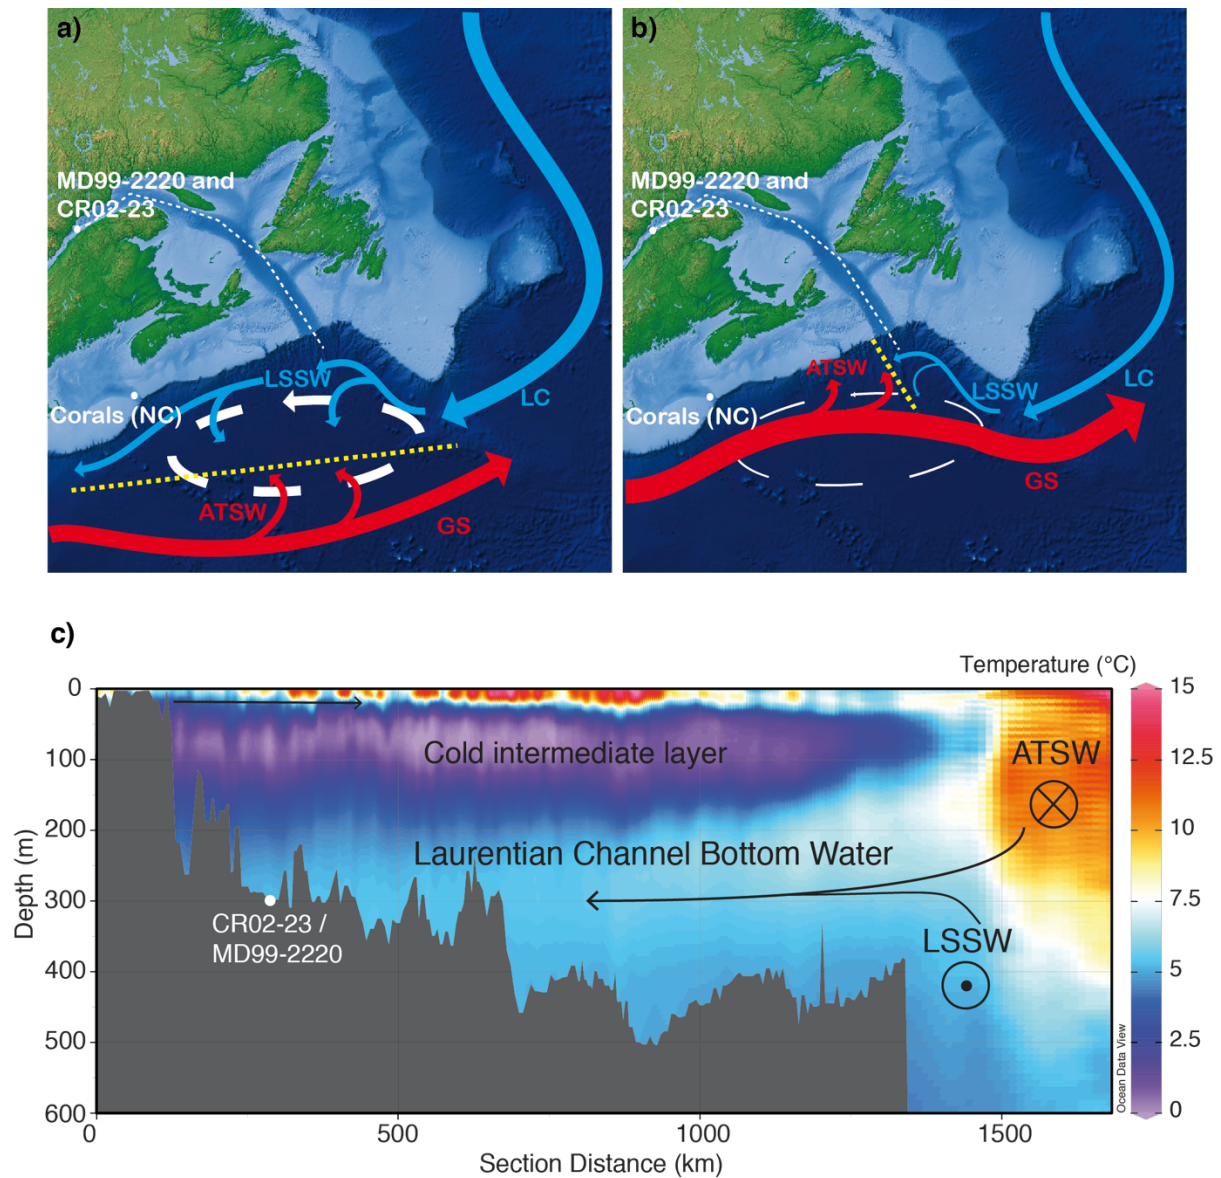 a)
MD99-2220 and
CR02-23
LSSW
LC
Corals (NC)
ATSW
GS
b)
MD99-2220 and
CR02-23
ATSW
LSSW
LC
Corals (NC)
GS
c)
Temperature (°C)
0
100
200
300
400
500
600
Depth (m)
Cold intermediate layer
ATSW
Laurentian Channel Bottom Water
CR02-23 /
MD99-2220
LSSW
Ocean Data View
15
12.5
10
7.5
5
2.5
0
0
500
1000
1500
Section Distance (km)